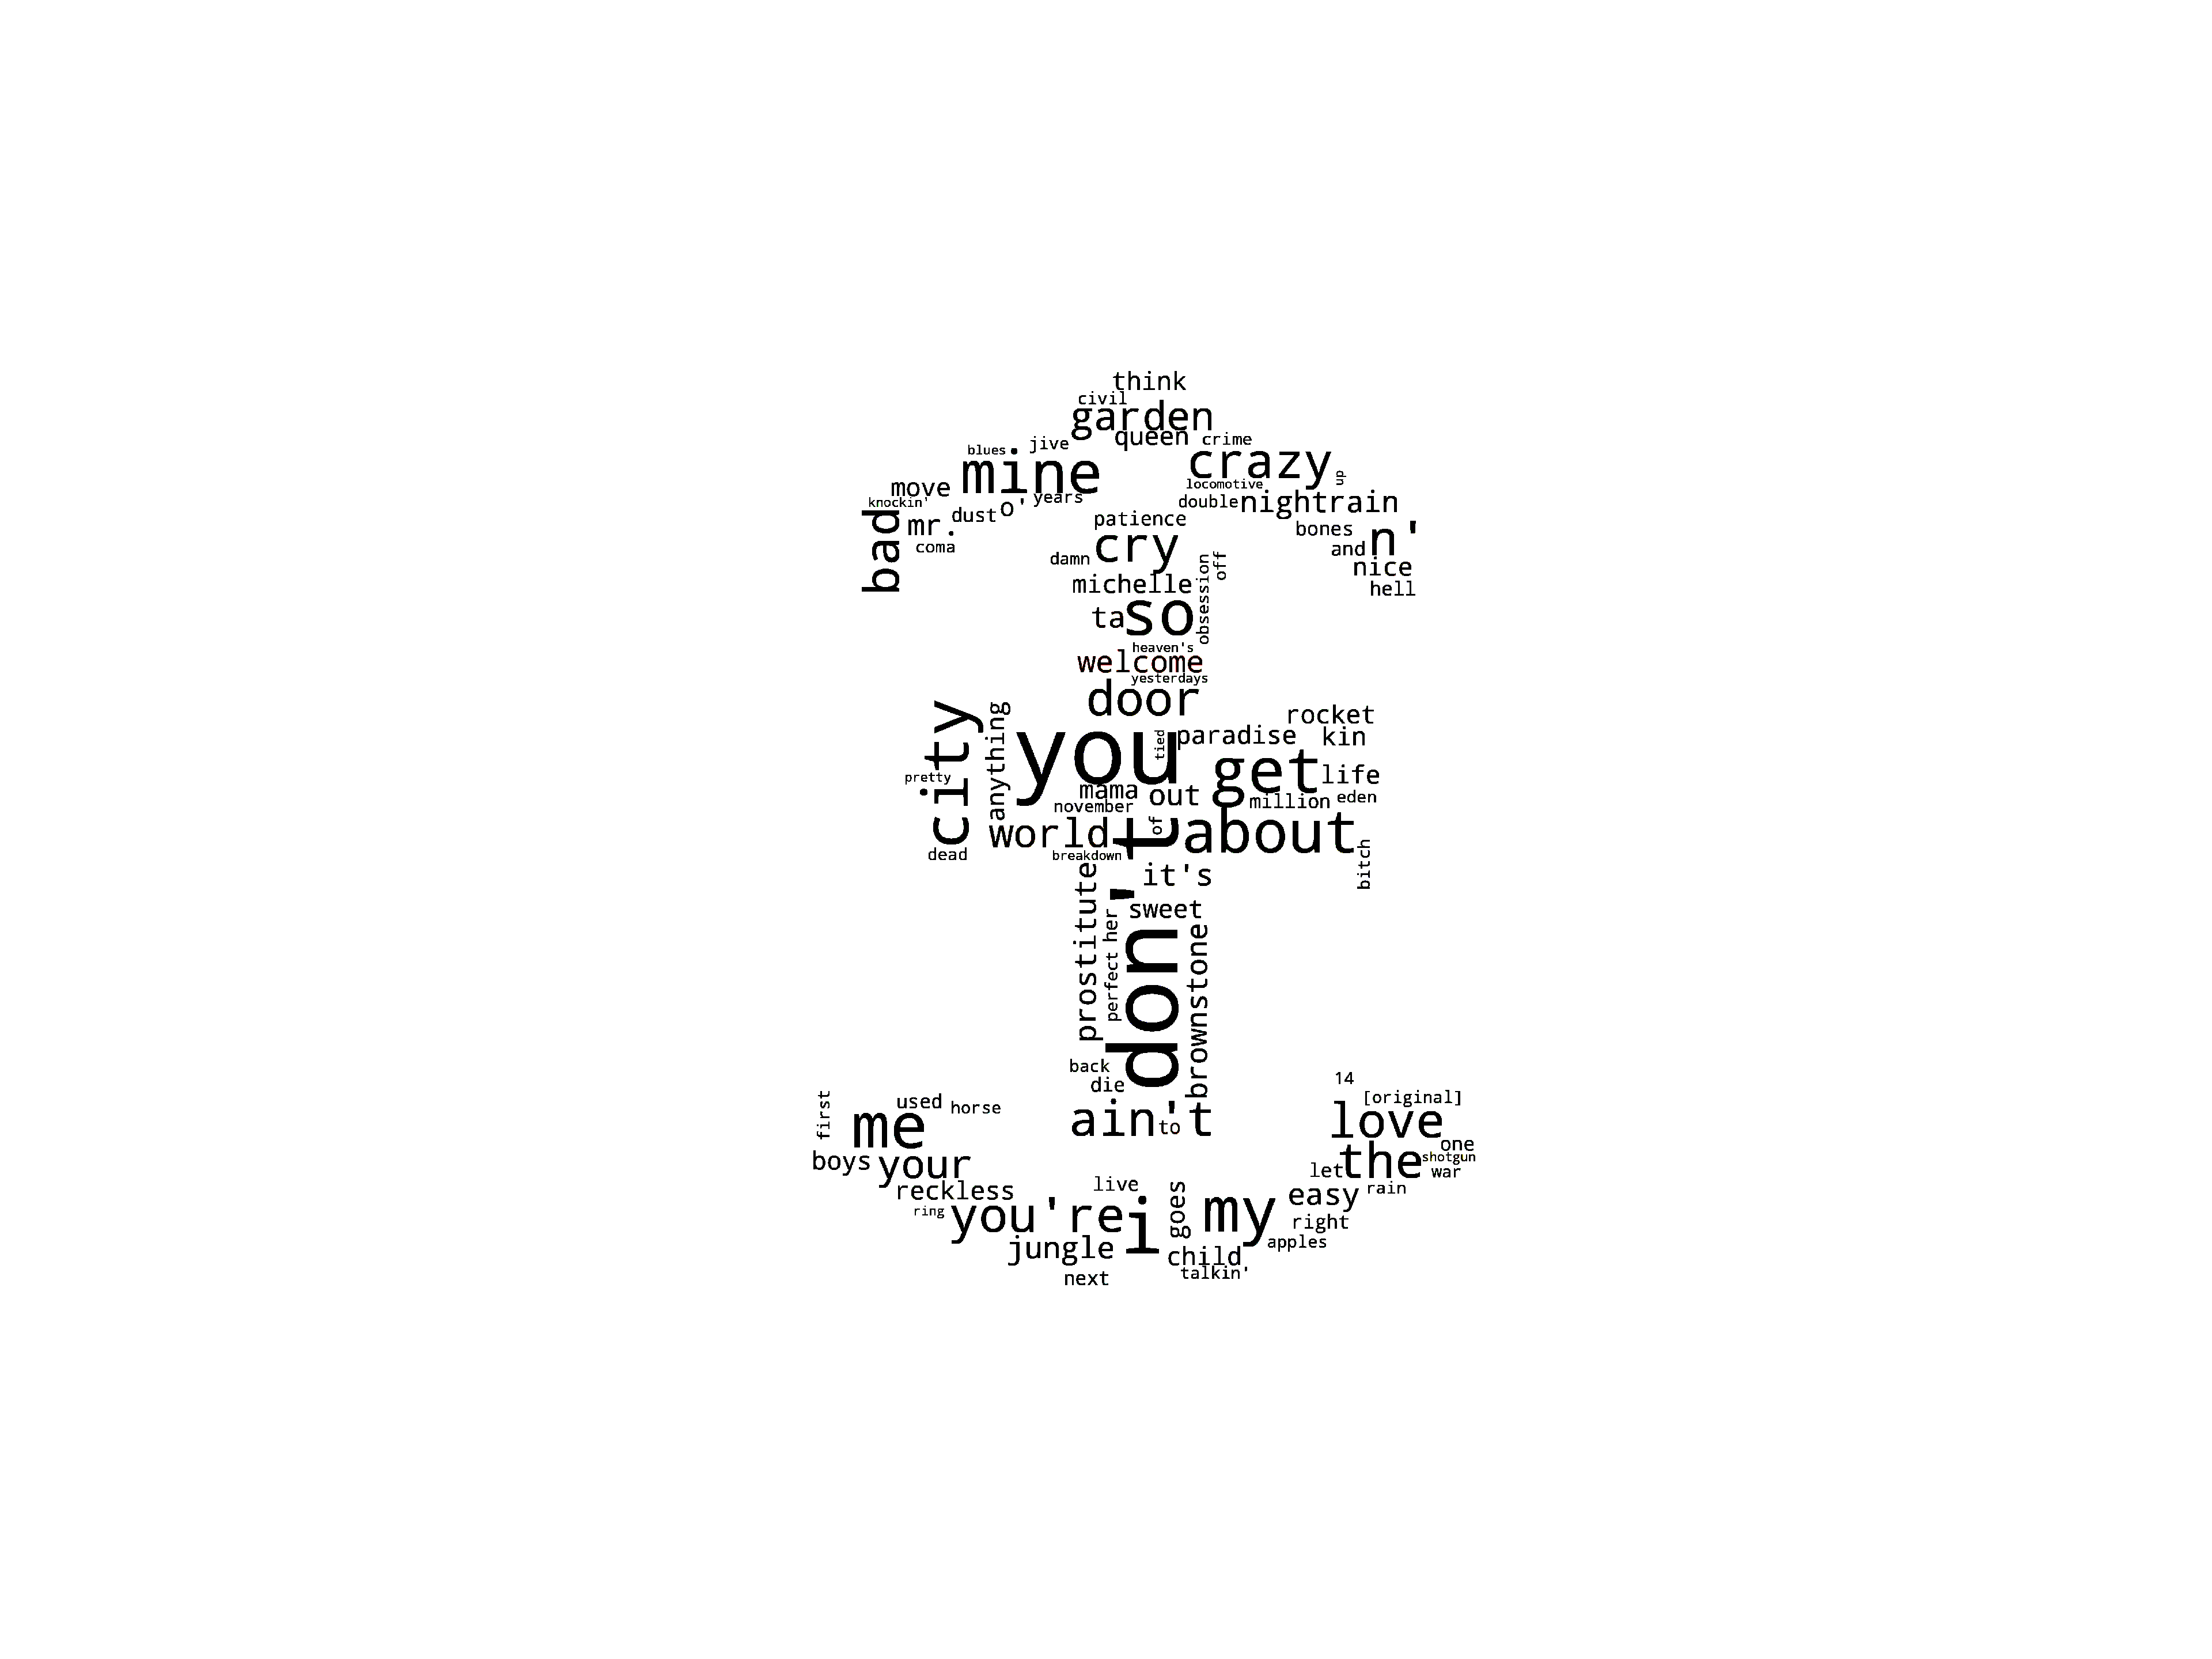 think
civil
garden
queen crime
blues jive
mine
crazy
up
move
locomotive
knockin' years
double nightrain
bad
mr. dust o'
patience
bones
n'
coma
cry
and
damn
off
nice
michelle
obsession
hell
ta so
heaven's
welcome
yesterdays
door
city
anything
rocket
you
tied
paradise kin
pretty
get life
mama out
million eden
november
world
of
about
dead
breakdown
bitch
don't
it's
prostitute
perfect her
sweet
brownstone
back
14
die
first
used horse
[original]
me
ain't to
love
one
boys your
let the shotgun
war
reckless
live
goes
easy rain
ring you're i
my right
jungle
child apples
next
talkin'